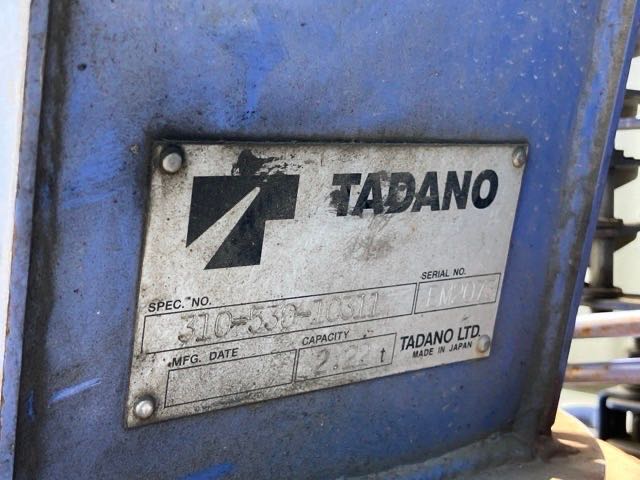 TADANO
SPEC. NO.
SERIAL NO.
310-530-10311
MFG. DATE
CAPACITY
t
TADANO LTD.
MADE IN JAPAN